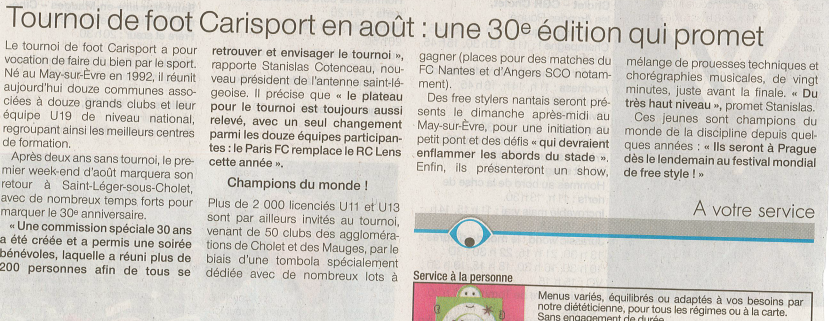 Tournoi de foot Carisport en août : une 30e édition qui promet
Le tournoi de foot Carisport a pour
vocation de faire du bien par le sport.
Né au May-sur-Èvre en 1992, il réunit
aujourd'hui douze communes asso-
ciées à douze grands clubs et leur
équipe U19 de niveau national,
regroupant ainsi les meilleurs centres
de formation.
Après deux ans sans tournoi, le pre-
mier week-end d'août marquera son
retour à Saint-Léger-sous-Cholet,
avec de nombreux temps forts pour
marquer le 30e anniversaire.
« Une commission spéciale 30 ans
a été créée et a permis une soirée
bénévoles, laquelle a réuni plus de
200 personnes afin de tous se
retrouver et envisager le tournoi »,
rapporte Stanislas Cotenceau, nou-
veau président de l'antenne saint-lé-
geoise. Il précise que « le plateau
pour le tournoi est toujours aussi
relevé, avec un seul changement
parmi les douze équipes participan-
tes : le Paris FC remplace le RC Lens
cette année ».
Champions du monde !
Plus de 2 000 licenciés U11 et U13
sont par ailleurs invités au tournoi,
venant de 50 clubs des aggloméra-
tions de Cholet et des Mauges, par le
biais d'une tombola spécialement
dédiée avec de nombreux lots à
gagner (places pour des matches du
FC Nantes et d'Angers SCO notam-
ment).
Des free stylers nantais seront pré-
sents le dimanche après-midi au
May-sur-Èvre, pour une initiation au
petit pont et des défis « qui devraient
enflammer les abords du stade ».
Enfin, ils présenteront un show,
mélange de prouesses techniques et
chorégraphies musicales, de vingt
minutes, juste avant la finale. « Du
très haut niveau », promet Stanislas.
Ces jeunes sont champions du
monde de la discipline depuis quel-
ques années : « Ils seront à Prague
dès le lendemain au festival mondial
de free style ! »
A votre service
Service à la personne
Menus variés, équilibrés ou adaptés à vos besoins par
notre diététicienne, pour tous les régimes ou à la carte.
Sans engagement de durée